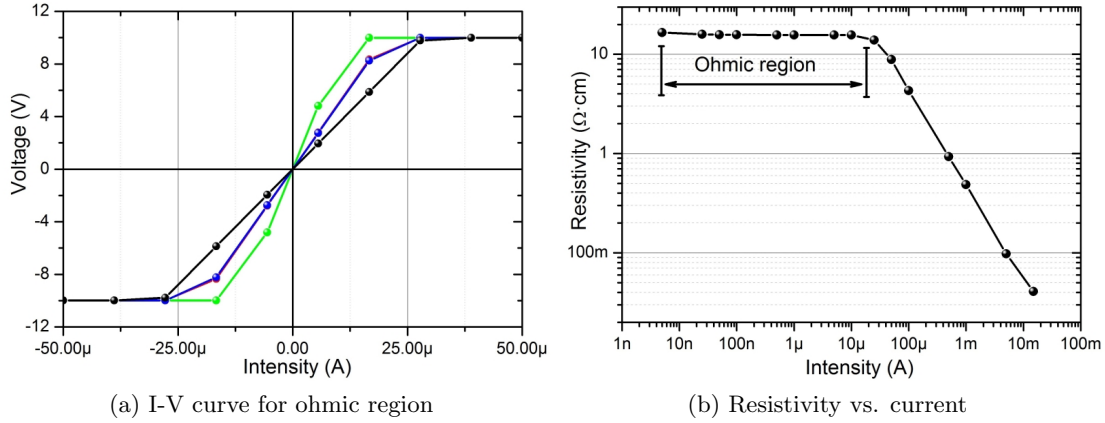 12
8
4
0
-4
-8
-12
Voltage (V)
-50.00µ -25.00µ 0.00 25.00µ 50.00µ
Intensity (A)
(a) I-V curve for ohmic region
10
1
100m
Resistivity (Ω·cm)
Ohmic region
1n 10n 100n 1µ 10µ 100µ 1m 10m 100m
Intensity (A)
(b) Resistivity vs. current